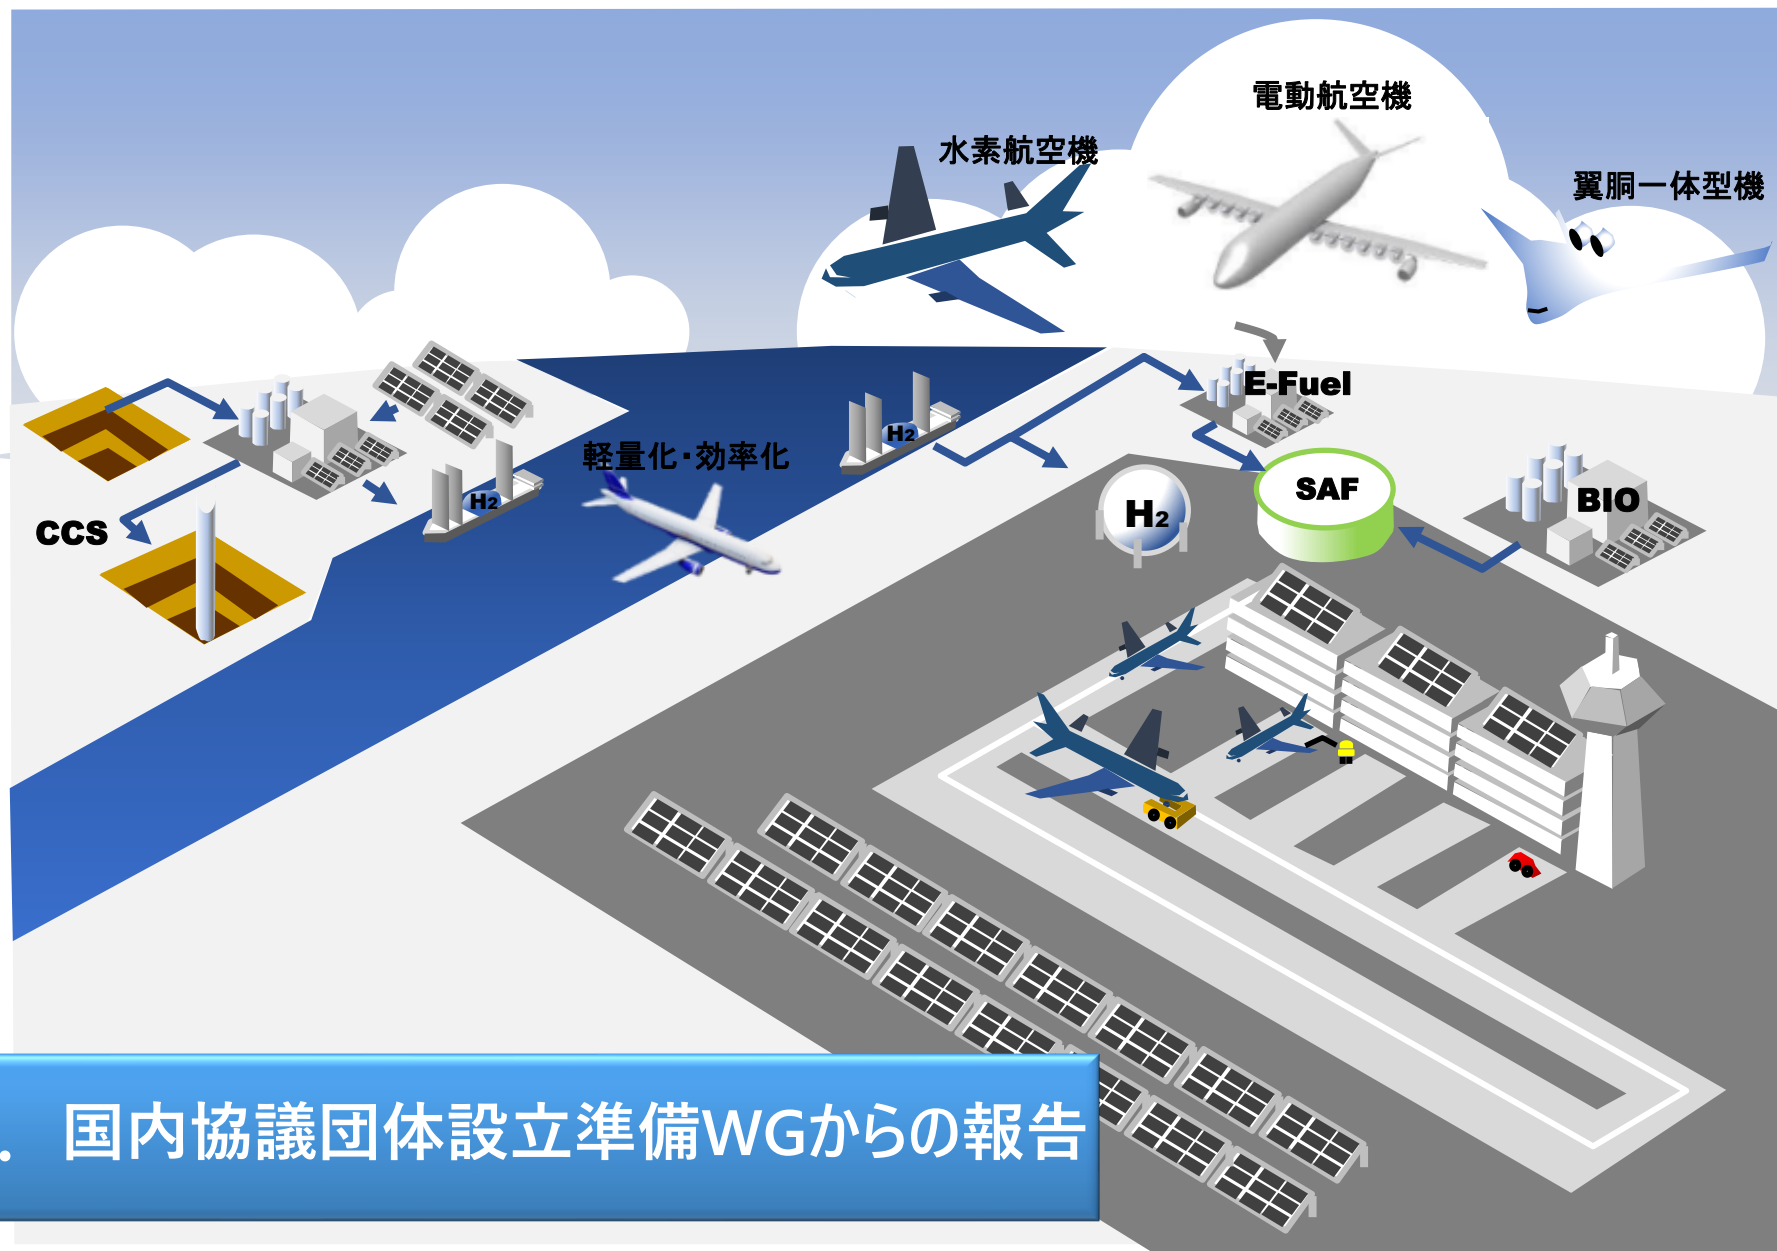 電動航空機
水素航空機
翼胴一体型機
E-Fuel
H2
軽量化・効率化
H2
CCS
H2
SAF
BIO
. 国内協議団体設立準備WGからの報告